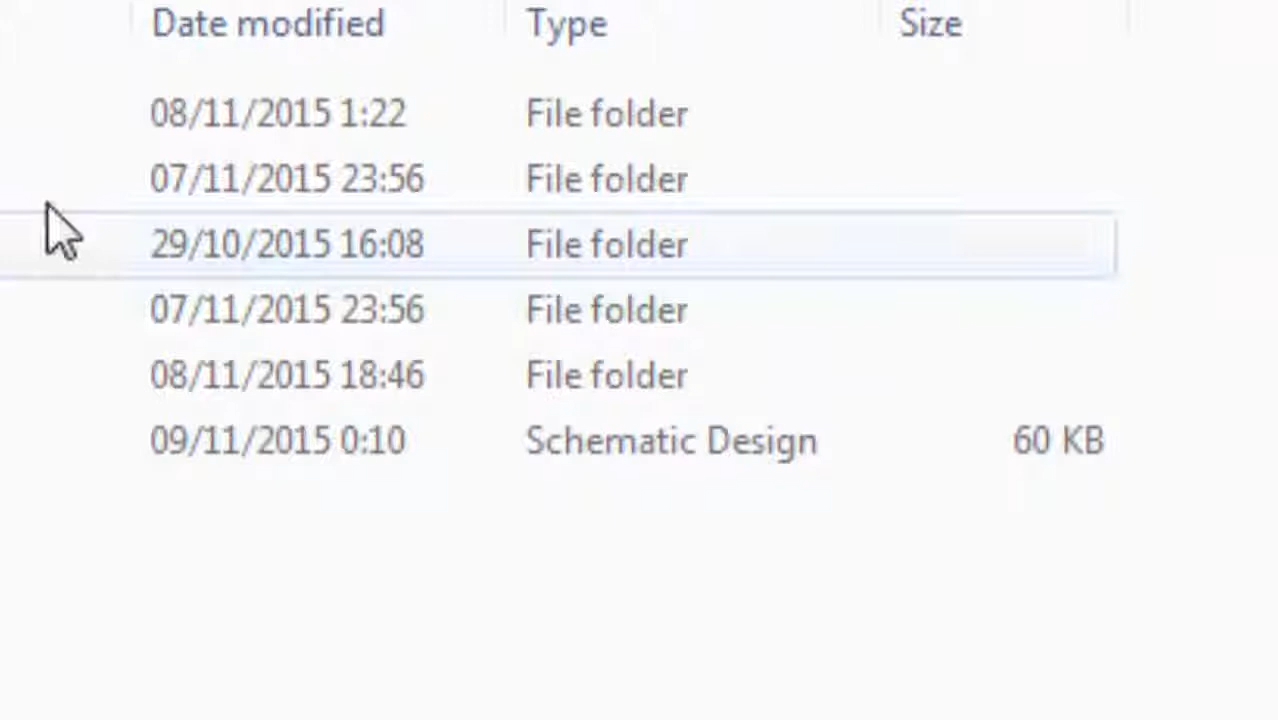 Date modified Type Size
08/11/2015 1:22 File folder
07/11/2015 23:56 File folder
29/10/2015 16:08 File folder
07/11/2015 23:56 File folder
08/11/2015 18:46 File folder
09/11/2015 0:10 Schematic Design 60 KB